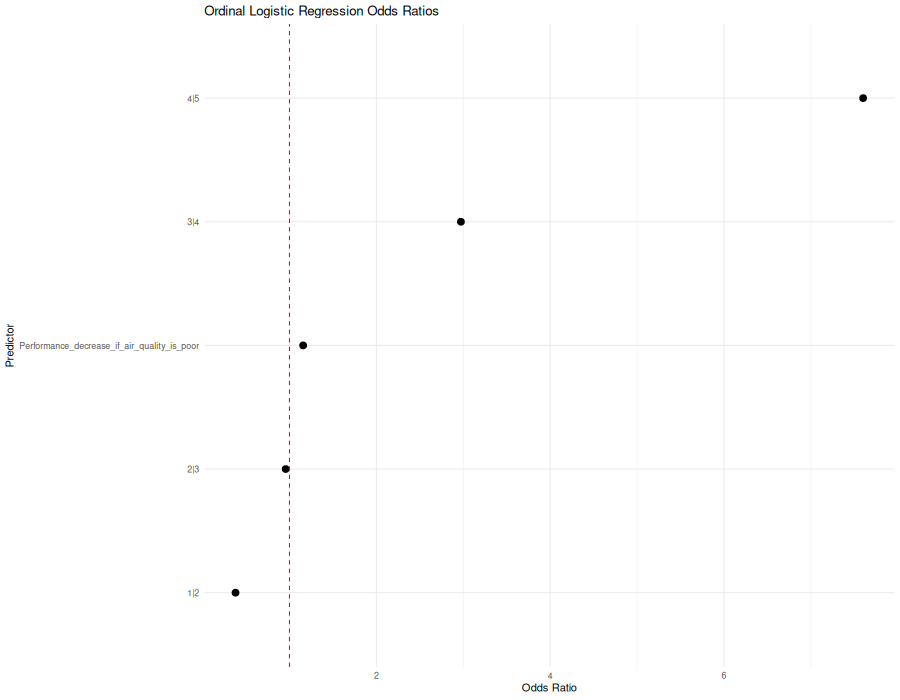 Ordinal Logistic Regression Odds Ratios
4|5
3|4
Performance_decrease_if_air_quality_is_poor
2|3
1|2
Predictor
2 4 6
Odds Ratio